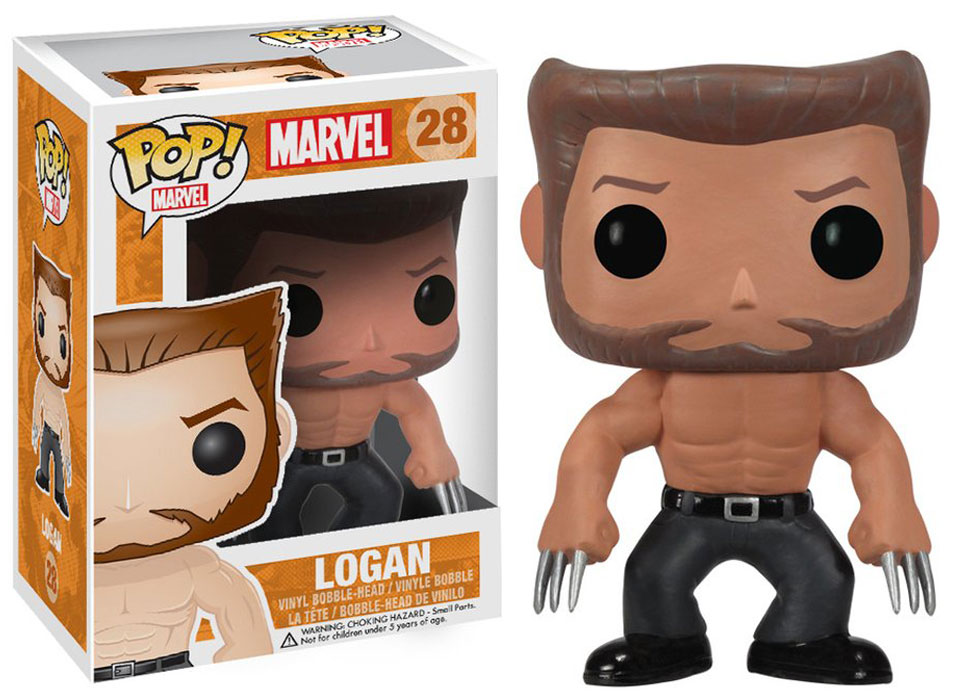 POP!
MARVEL
POP!
MARVEL
MARVEL
28
LOGAN
28
LOGAN
VINYL BOBBLE-HEAD / VINYLE BOBBLE
LA TÊTE / BOBBLE-HEAD DE VINILO
WARNING: CHOKING HAZARD - Small Parts.
Not for children under 5 years of age.